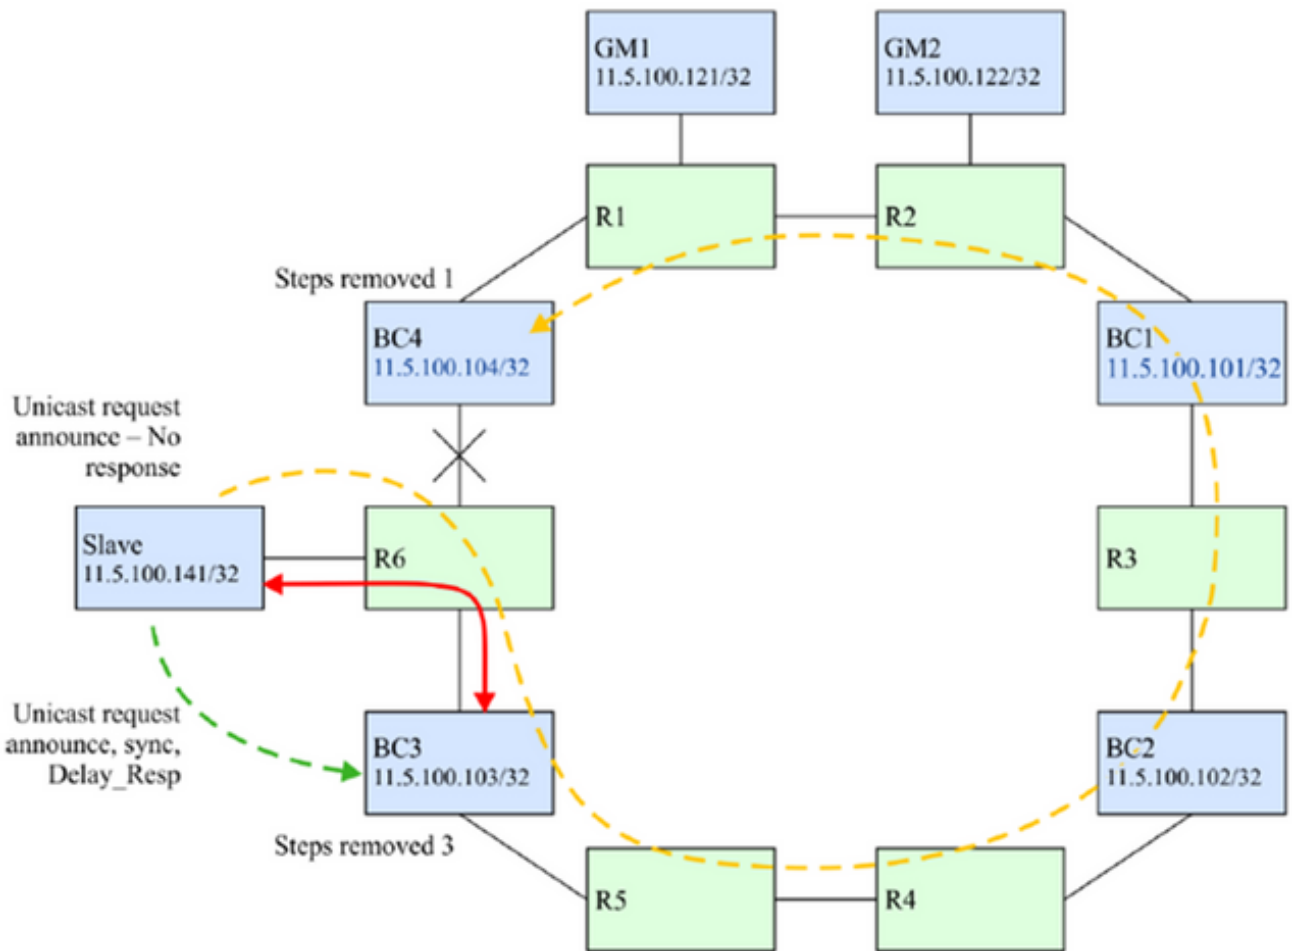 GM1
11.5.100.121/32
GM2
11.5.100.122/32
R1
R2
Steps removed 1
BC4
11.5.100.104/32
BC1
11.5.100.101/32
Unicast request
announce – No
response
Slave
11.5.100.141/32
R6
R3
Unicast request
announce, sync,
Delay_Resp
BC3
11.5.100.103/32
BC2
11.5.100.102/32
Steps removed 3
R5
R4